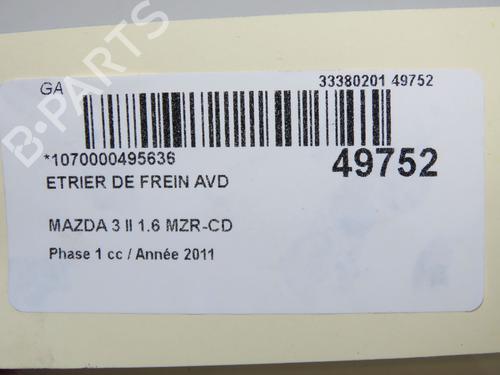 GA
33380201 49752
*1070000495636
49752
ETRIER DE FREIN AVD
MAZDA 3 II 1.6 MZR-CD
Phase 1 cc / Année 2011
B-PARTS